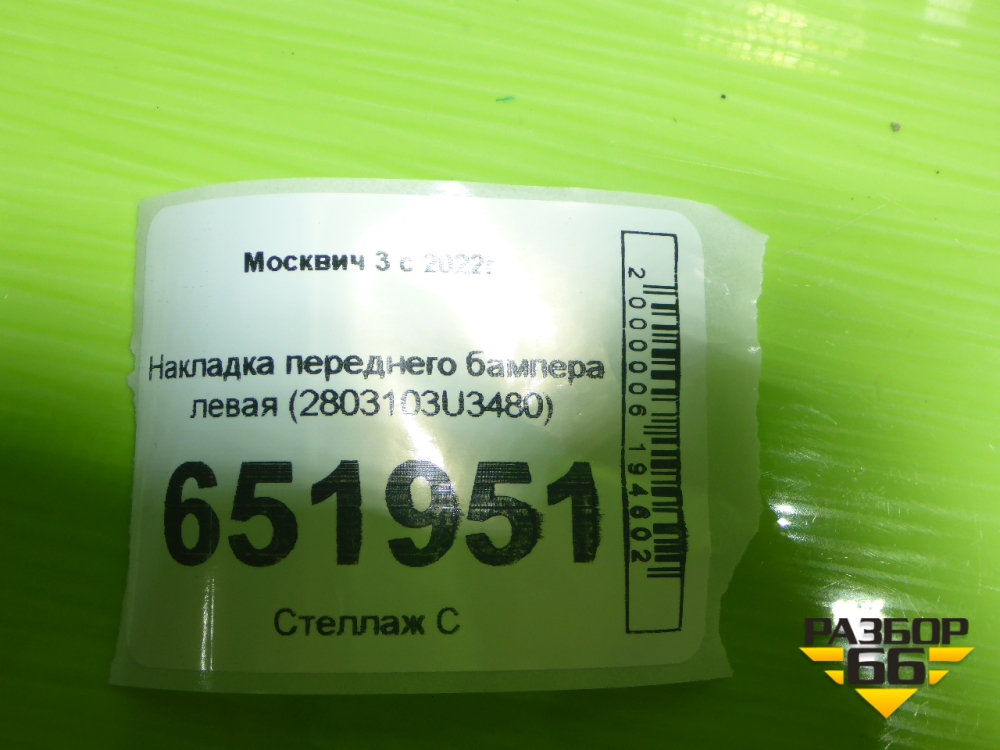 Москвич 3 с 2022г
Накладка переднего бампера
левая (2803103U3480)
651951
Стеллаж С
2000006194602
РАЗБОР
66